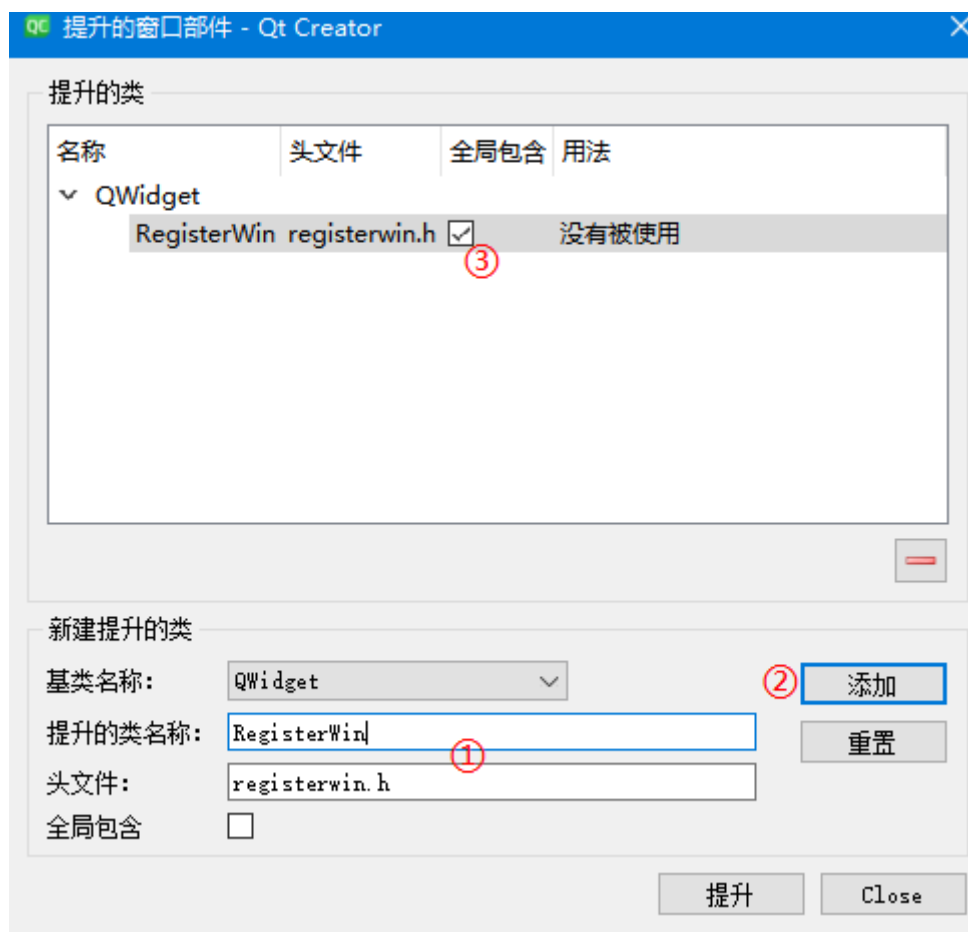 QC 提升的窗口部件 - Qt Creator
提升的类
名称 头文件 全局包含 用法
QWidget
RegisterWin registerwin.h 没有被使用
③
新建提升的类
基类名称: QWidget ② 添加
提升的类名称: RegisterWin 重置
①
头文件: registerwin.h
全局包含
提升 Close